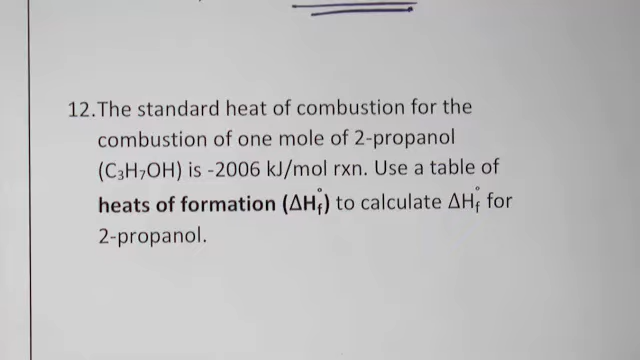 12.The standard heat of combustion for the
combustion of one mole of 2-propanol
(C₃H₇OH) is -2006 kJ/mol rxn. Use a table of
heats of formation (ΔH°f) to calculate ΔH°f for
2-propanol.